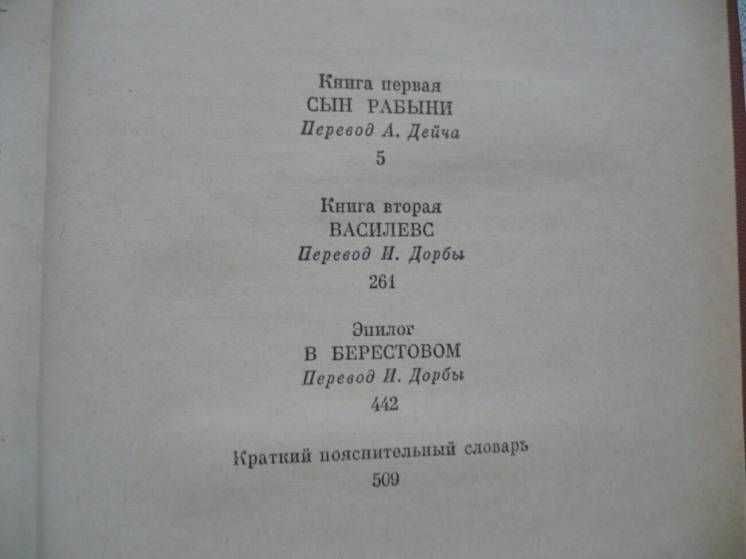 Книга первая
СЫН РАБЫНИ
Перевод А. Дейча
5
Книга вторая
ВАСИЛЕВС
Перевод И. Дорбы
261
Эпилог
В БЕРЕСТОВОМ
Перевод И. Дорбы
442
Краткий пояснительный словарь
509